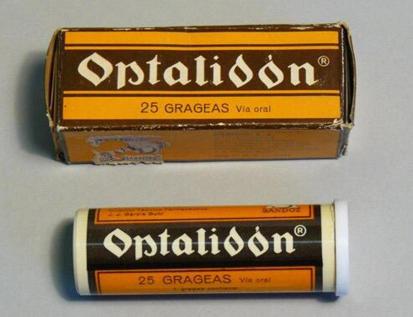 Optalidón®
25 GRAGEAS Vía oral
SANDOZ
Optalidón®
25 GRAGEAS Vía oral